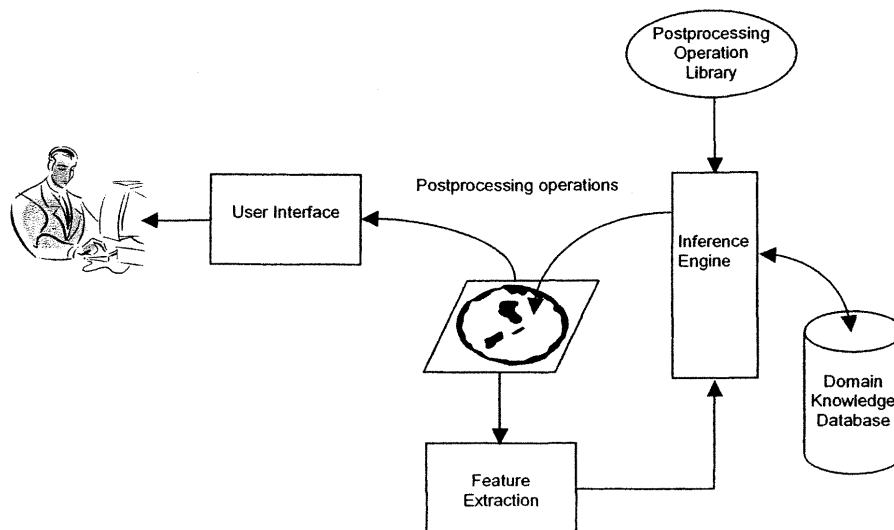 Postprocessing
Operation
Library
Postprocessing operations
User Interface
Inference
Engine
Domain
Knowledge
Database
Feature
Extraction